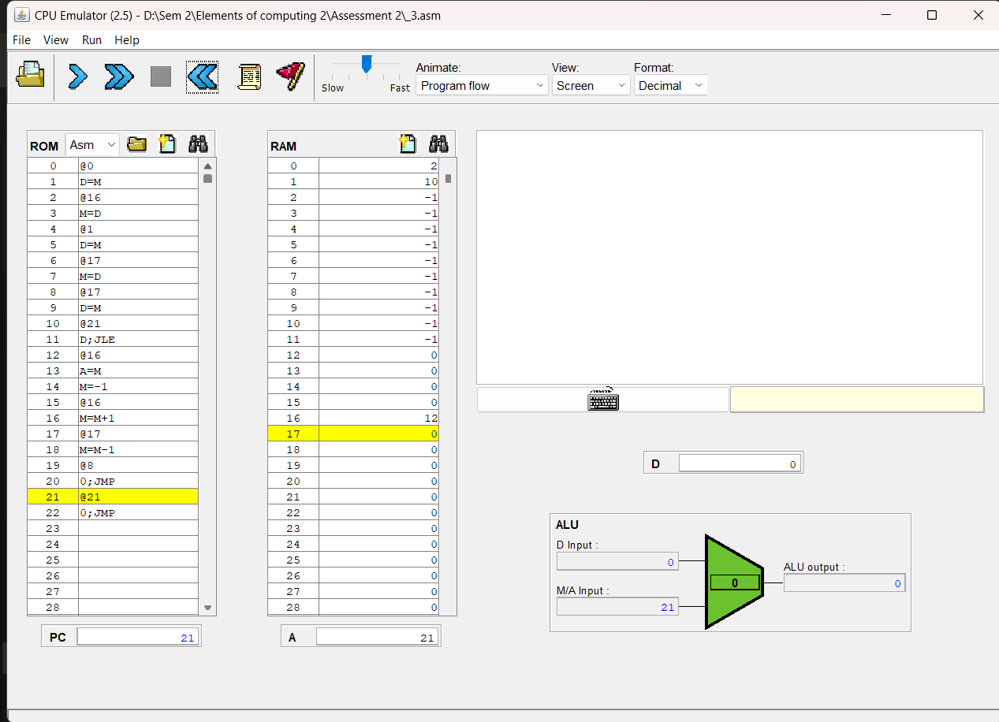 CPU Emulator (2.5) - D:\Sem 2\Elements of computing 2\Assessment 2\_3.asm
File View Run Help
Animate: View: Format:
Slow Fast Program flow Screen Decimal
ROM Asm RAM
0 @0 0 2
1 D=M 1 10
2 @16 2 -1
3 M=D 3 -1
4 @1 4 -1
5 D=M 5 -1
6 @17 6 -1
7 M=D 7 -1
8 @17 8 -1
9 D=M 9 -1
10 @21 10 -1
11 D;JLE 11 -1
12 @16 12 0
13 A=M 13 0
14 M=-1 14 0
15 @16 15 0
16 M=M+1 16 12
17 @17 17 0
18 M=M-1 18 0
19 @8 19 0
20 0;JMP 20 0
21 @21 21 0
22 0;JMP 22 0
23 23 0
24 24 0
25 25 0
26 26 0
27 27 0
28 28 0
PC 21 A 21
D 0
ALU
D Input :
0
M/A Input :
21
0
ALU output :
0